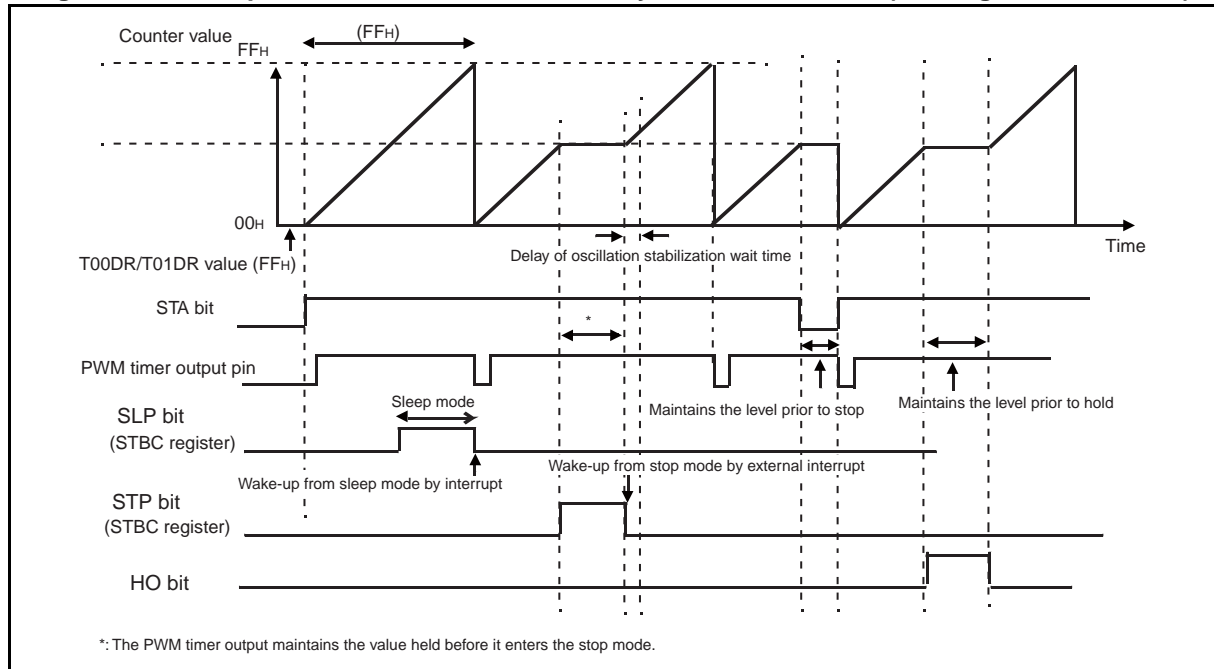 Counter value
FFH
(FFH)
00H
Time
Delay of oscillation stabilization wait time
T00DR/T01DR value (FFH)
STA bit
*
PWM timer output pin
Maintains the level prior to stop
Maintains the level prior to hold
Sleep mode
SLP bit
(STBC register)
Wake-up from sleep mode by interrupt
Wake-up from stop mode by external interrupt
STP bit
(STBC register)
HO bit
*: The PWM timer output maintains the value held before it enters the stop mode.